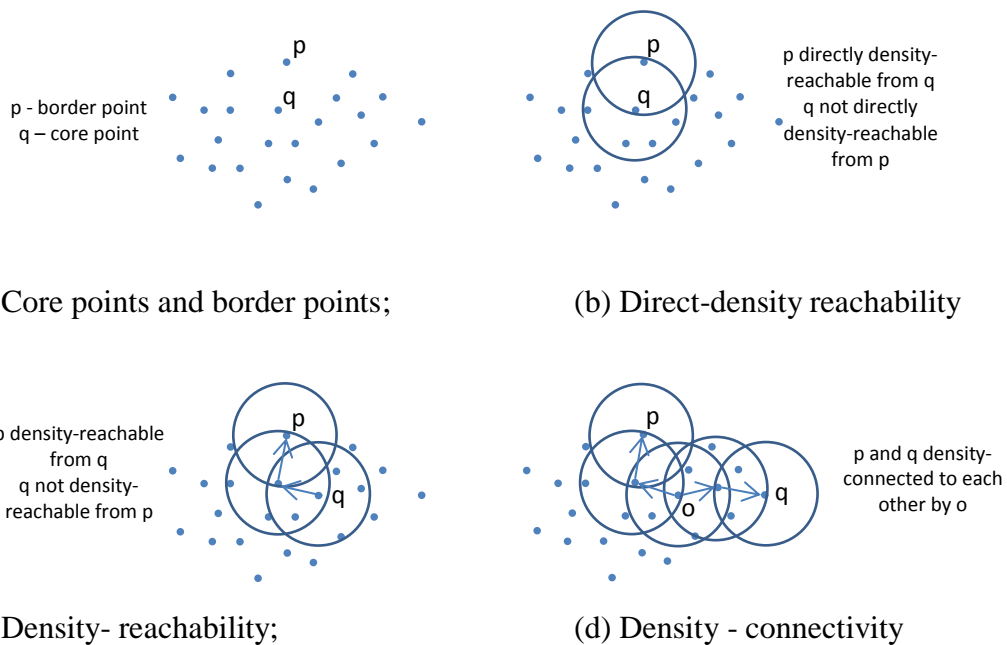 p
q
p - border point
q – core point
p
q
p directly density-
reachable from q
q not directly
density-reachable
from p
Core points and border points;
(b) Direct-density reachability
p
q
p density-reachable
from q
q not density-
reachable from p
p
o
q
p and q density-
connected to each
other by o
Density- reachability;
(d) Density - connectivity